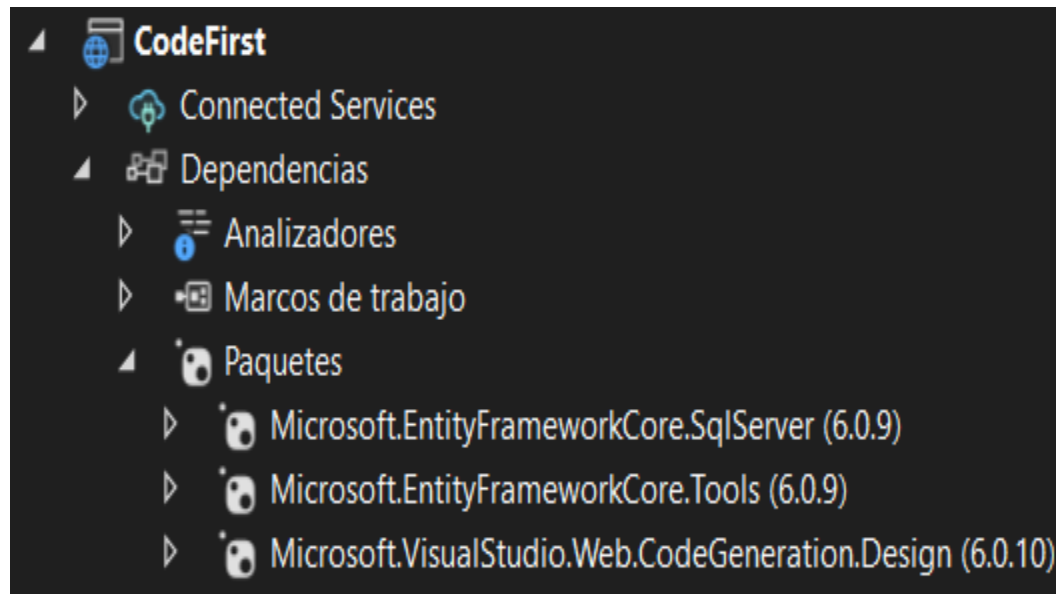 CodeFirst
Connected Services
Dependencias
Analizadores
Marcos de trabajo
Paquetes
Microsoft.EntityFrameworkCore.SqlServer (6.0.9)
Microsoft.EntityFrameworkCore.Tools (6.0.9)
Microsoft.VisualStudio.Web.CodeGeneration.Design (6.0.10)